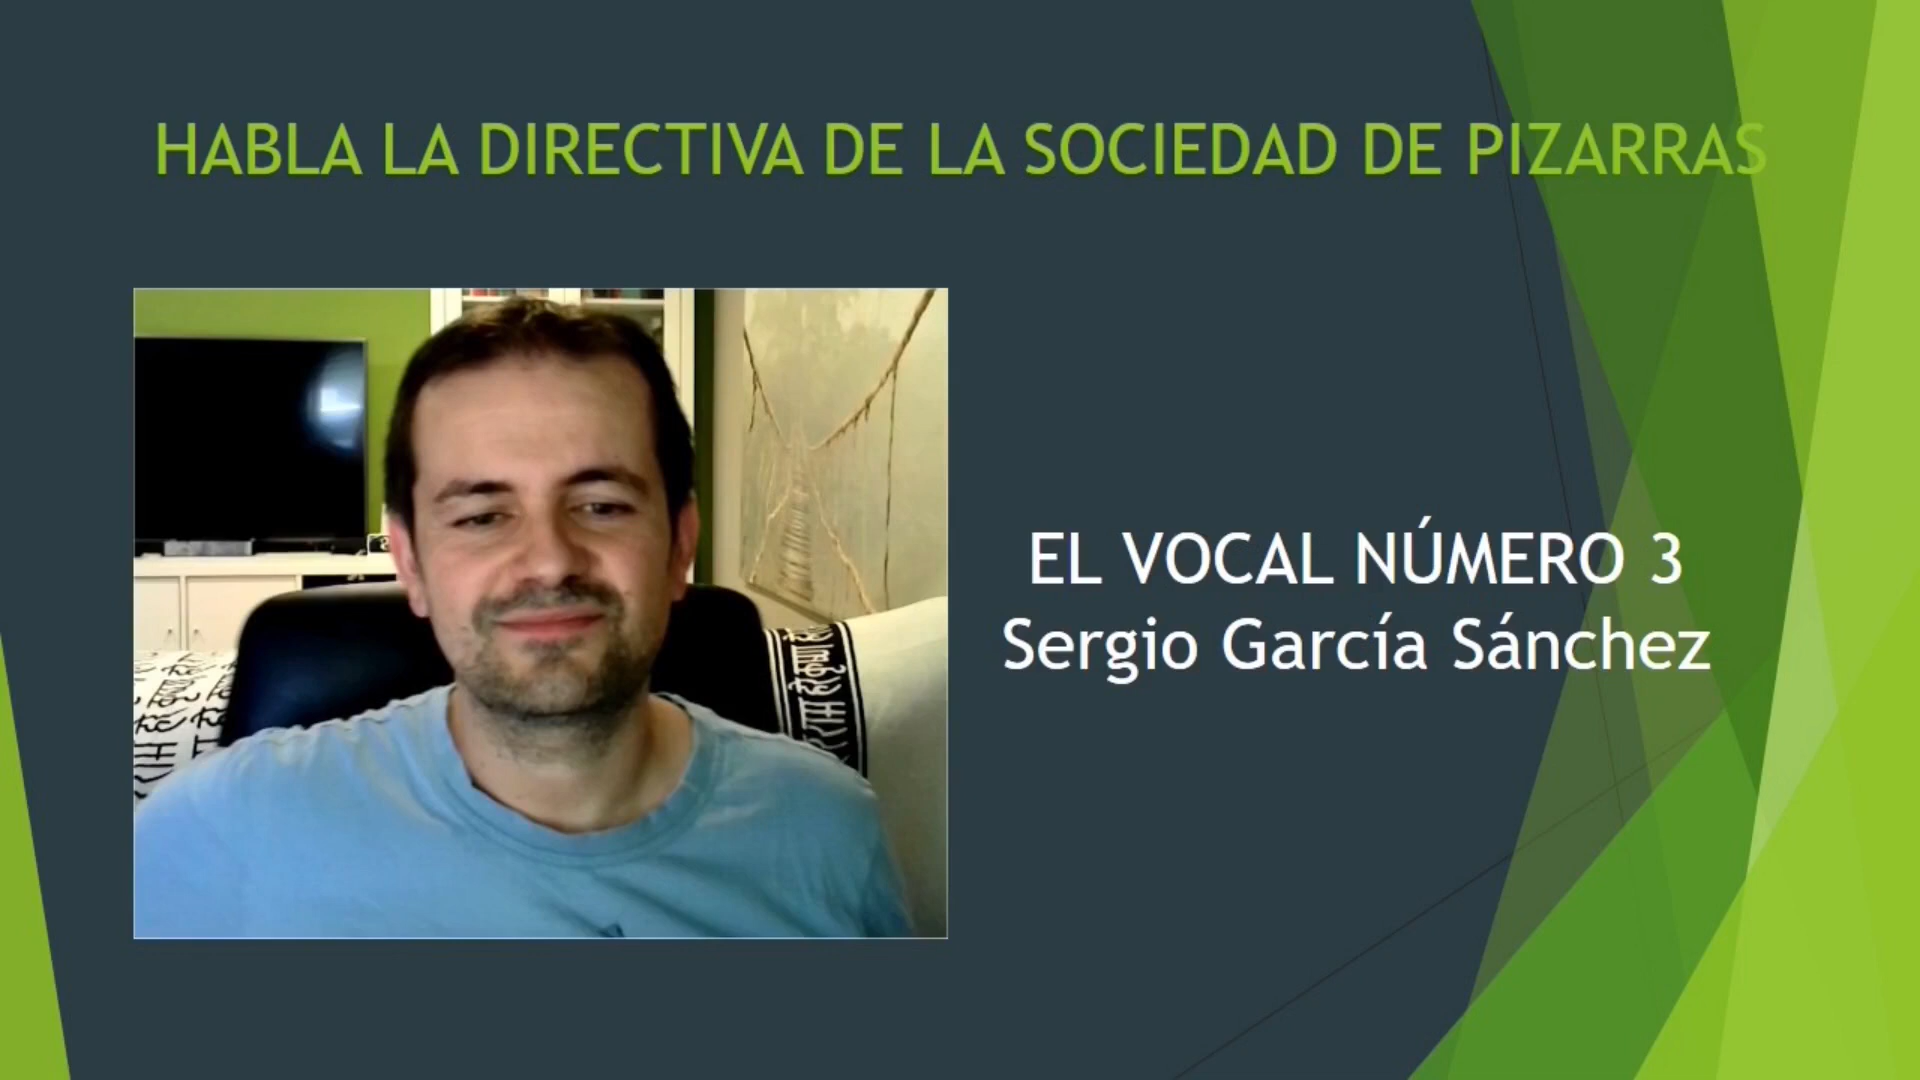 HABLA LA DIRECTIVA DE LA SOCIEDAD DE PIZARRAS
EL VOCAL NÚMERO 3
Sergio García Sánchez